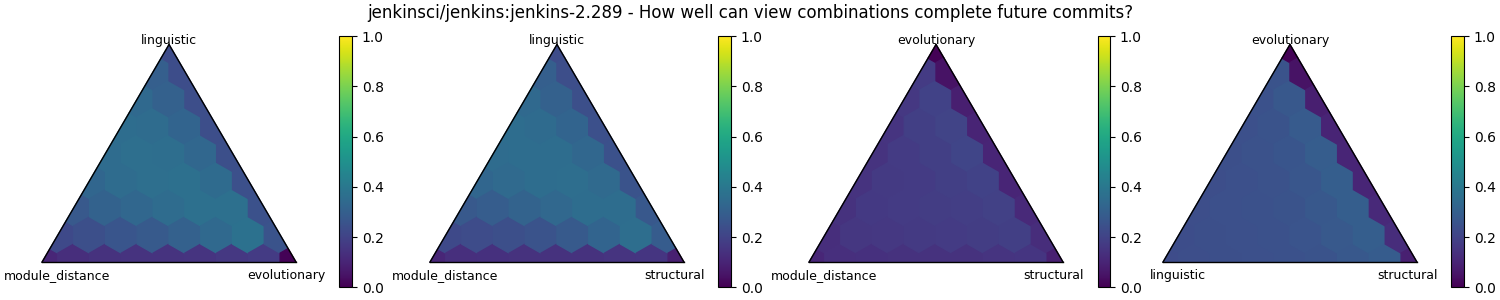 jenkinsci/jenkins:jenkins-2.289 - How well can view combinations complete future commits?
linguistic
module_distance
evolutionary
1.0
0.8
0.6
0.4
0.2
0.0
linguistic
module_distance
structural
1.0
0.8
0.6
0.4
0.2
0.0
evolutionary
module_distance
structural
1.0
0.8
0.6
0.4
0.2
0.0
evolutionary
linguistic
structural
1.0
0.8
0.6
0.4
0.2
0.0